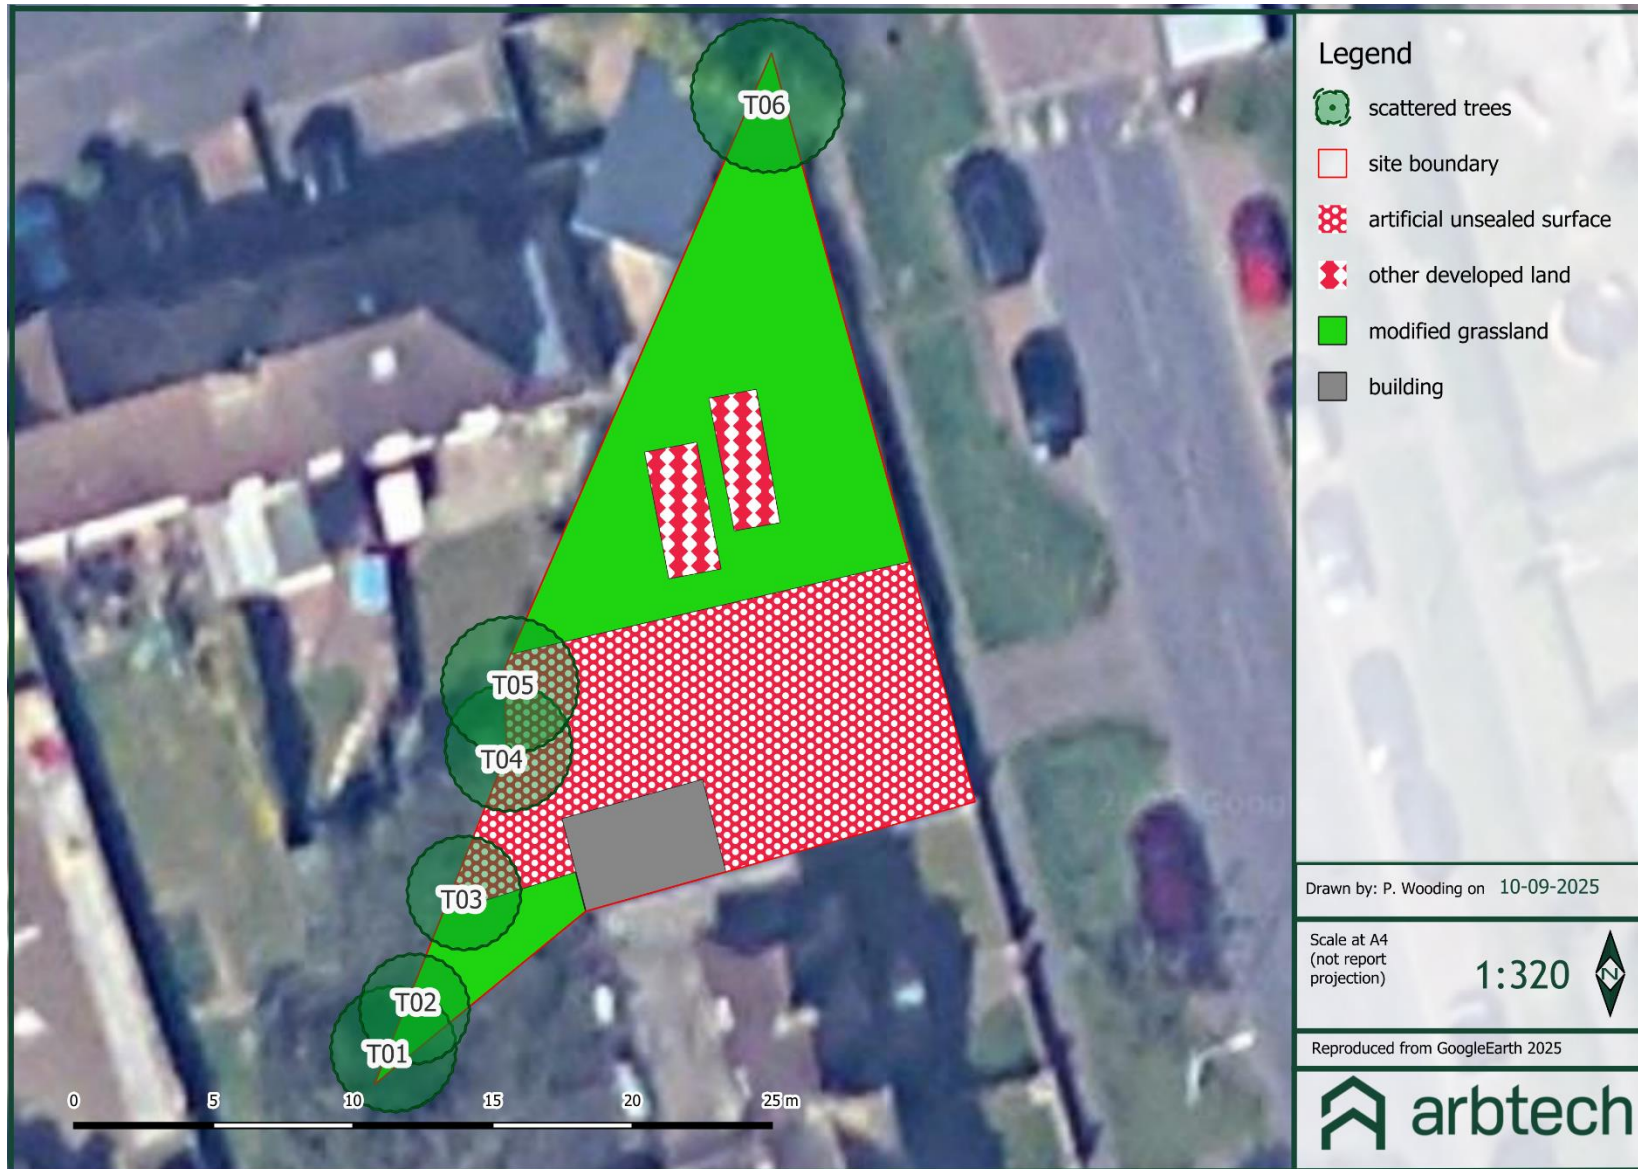 T06
T05
T04
T03
T02
T01
0 5 10 15 20 25 m
Legend
scattered trees
site boundary
artificial unsealed surface
other developed land
modified grassland
building
Drawn by: P. Wooding on 10-09-2025
Scale at A4
(not report
projection)
1:320
N
Reproduced from GoogleEarth 2025
arbtech